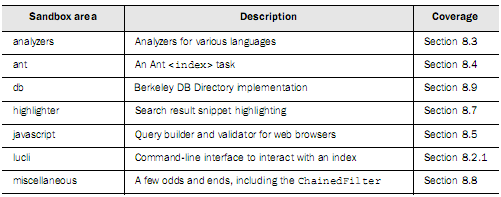 Sandbox area Description Coverage
analyzers Analyzers for various languages Section 8.3
ant An Ant <index> task Section 8.4
db Berkeley DB Directory implementation Section 8.9
highlighter Search result snippet highlighting Section 8.7
javascript Query builder and validator for web browsers Section 8.5
lucli Command-line interface to interact with an index Section 8.2.1
miscellaneous A few odds and ends, including the ChainedFilter Section 8.8